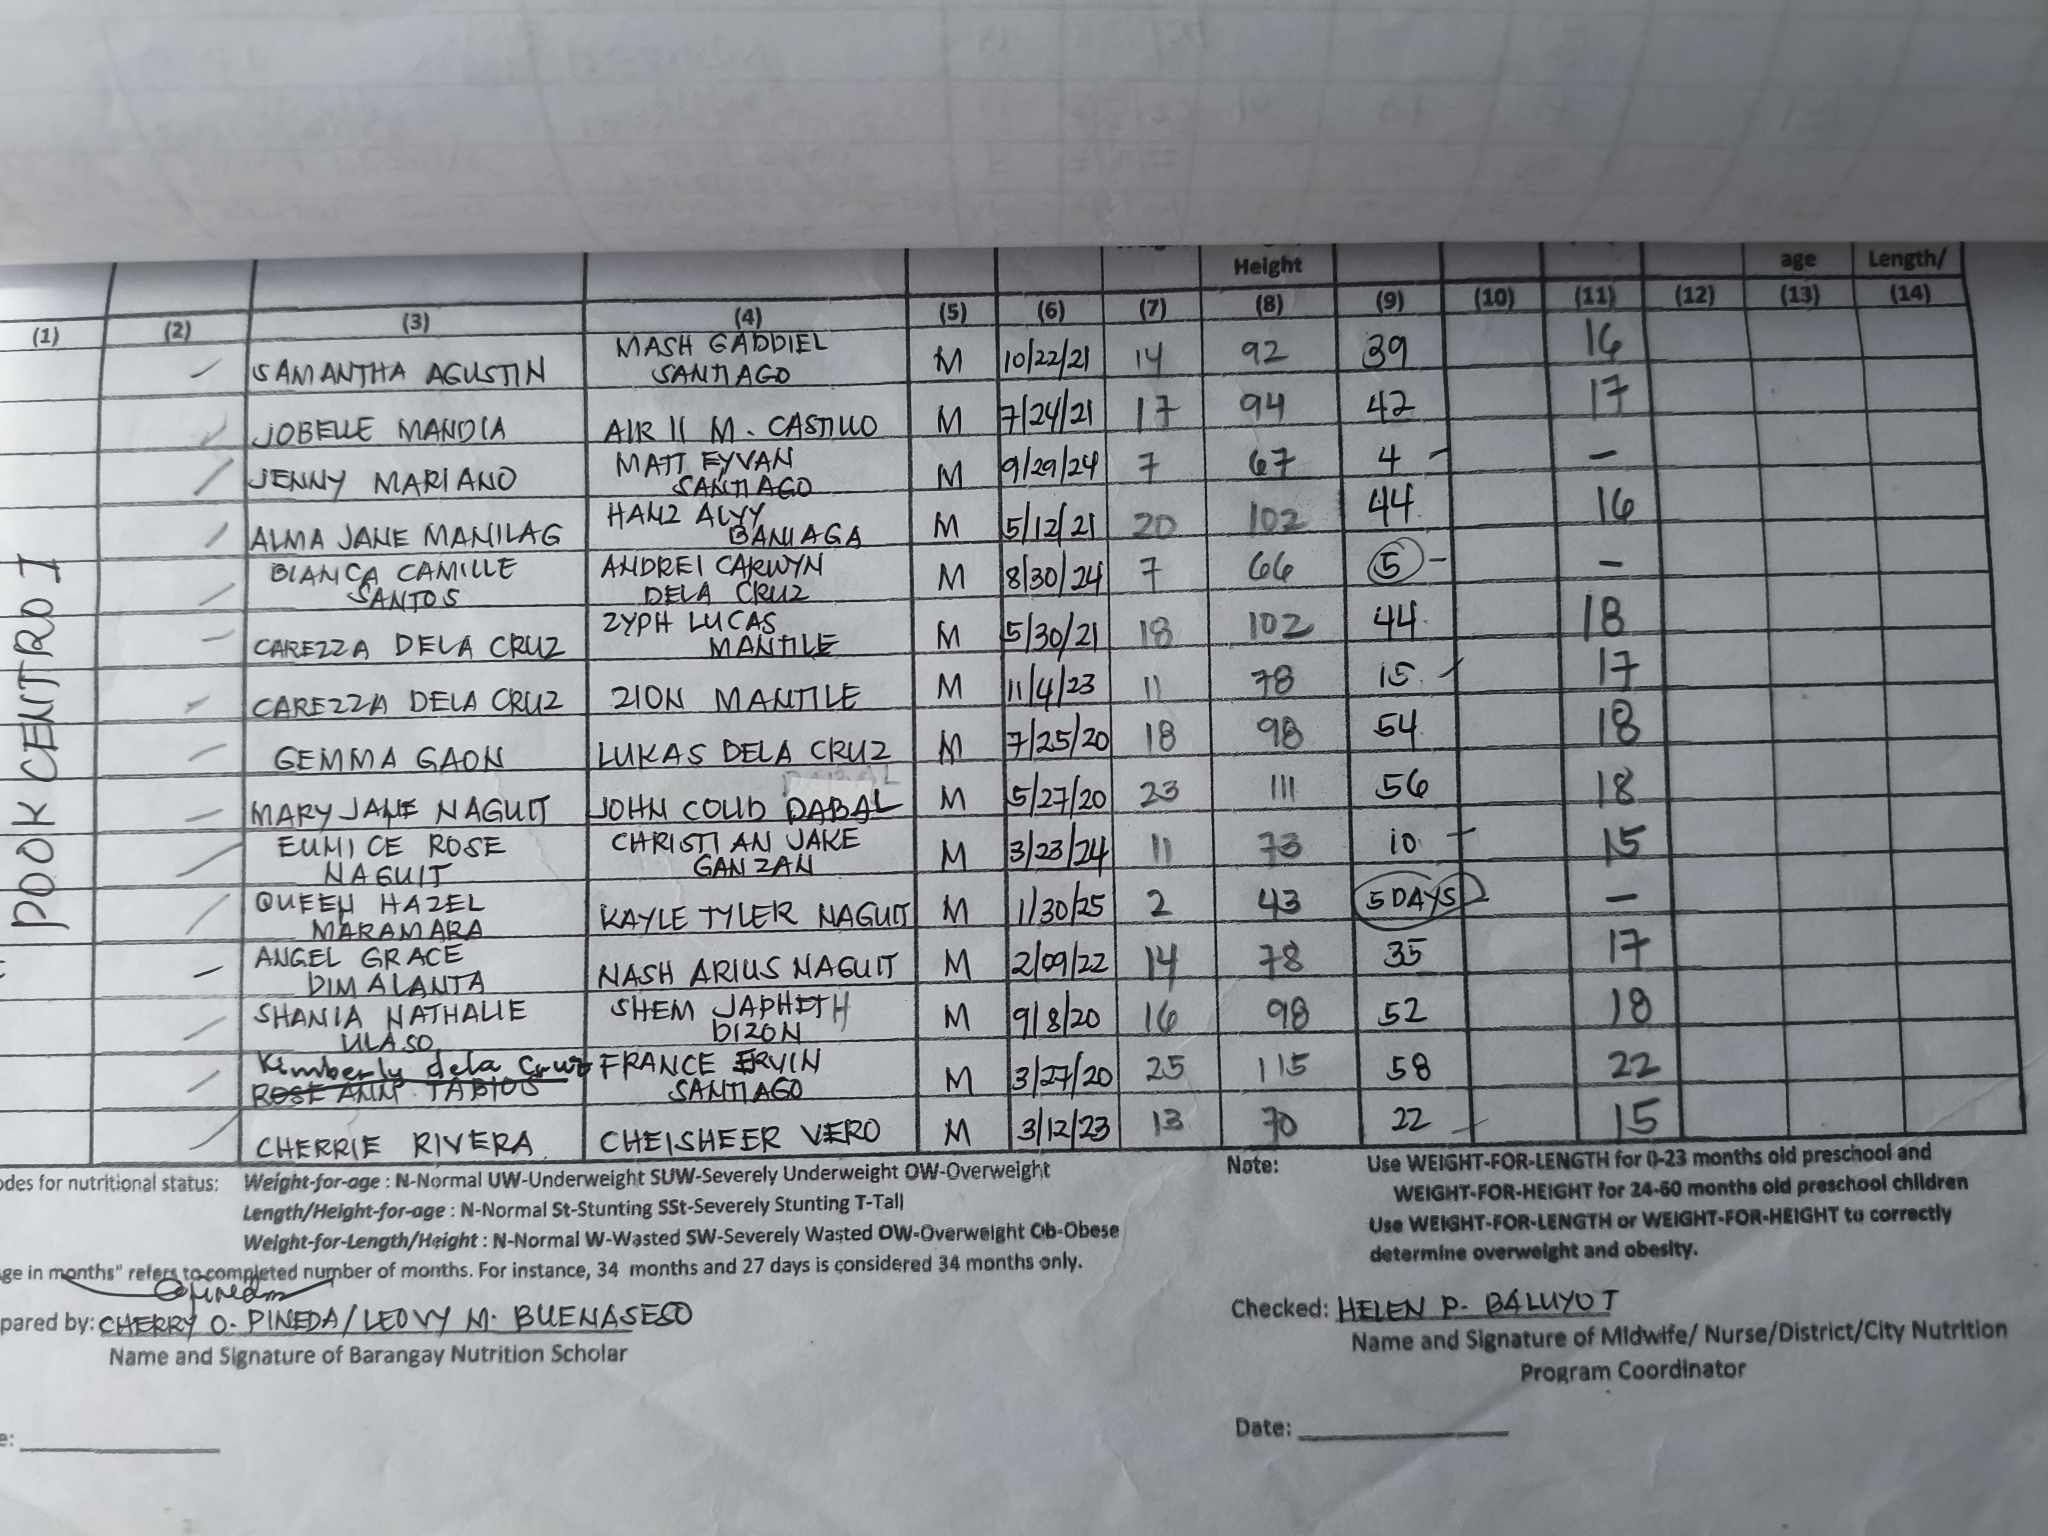 Height age Length/
(1) (2) (3) (4) (5) (6) (7) (8) (9) (10) (11) (12) (13) (14)
POOK CENTRO I
SAMANTHA AGUSTIN MASH GADDIEL SANTIAGO M 10/22/21 14 92 39 16
JOBELLE MANDIA AIR II M. CASTILLO M 7/24/21 17 94 42 17
JENNY MARIANO MATT EYVAN SANTIAGO M 9/29/24 7 67 4 - -
ALMA JANE MANILAG HANZ ALYY BANIAGA M 5/12/21 20 102 44 16
BIANCA CAMILLE SANTOS ANDREI CARWYN DELA CRUZ M 8/30/24 7 66 5 - -
CAREZZA DELA CRUZ ZYPH LUCAS MANTILE M 5/30/21 18 102 44 18
CAREZZA DELA CRUZ ZION MANTILE M 11/4/23 11 78 15 17
GEMMA GAON LUKAS DELA CRUZ M 7/25/20 18 98 54 18
MARY JANE NAGUIT JOHN COLID DABAL M 5/27/20 23 111 56 18
EUNICE ROSE NAGUIT CHRISTIAN JAKE GANZAN M 3/23/24 11 73 10 - 15
QUEEN HAZEL MARAMARA KAYLE TYLER NAGUIT M 1/30/25 2 43 5 DAYS -
ANGEL GRACE DIMALANTA NASH ARIUS NAGUIT M 2/09/22 14 78 35 17
SHANIA NATHALIE ULASO SHEM JAPHETH DIZON M 9/8/20 16 98 52 18
Kimberly dela Cruz ROSE ANN TABIOS FRANCE ERVIN SANTIAGO M 3/27/20 25 115 58 22
CHERRIE RIVERA CHEISHEER VERO M 3/12/23 13 70 22 - 15
odes for nutritional status: Weight-for-age : N-Normal UW-Underweight SUW-Severely Underweight OW-Overweight
Length/Height-for-age : N-Normal St-Stunting SSt-Severely Stunting T-Tall
Weight-for-Length/Height : N-Normal W-Wasted SW-Severely Wasted OW-Overweight Ob-Obese
ge in months" refers to completed number of months. For instance, 34 months and 27 days is considered 34 months only.
Note: Use WEIGHT-FOR-LENGTH for 0-23 months old preschool and
WEIGHT-FOR-HEIGHT for 24-60 months old preschool children
Use WEIGHT-FOR-LENGTH or WEIGHT-FOR-HEIGHT to correctly
determine overweight and obesity.
pared by: CHERRY O. PINEDA/LEOVY M. BUENASESO
Name and Signature of Barangay Nutrition Scholar
Checked: HELEN P. BALUYOT
Name and Signature of Midwife/ Nurse/District/City Nutrition
Program Coordinator
e:
Date: